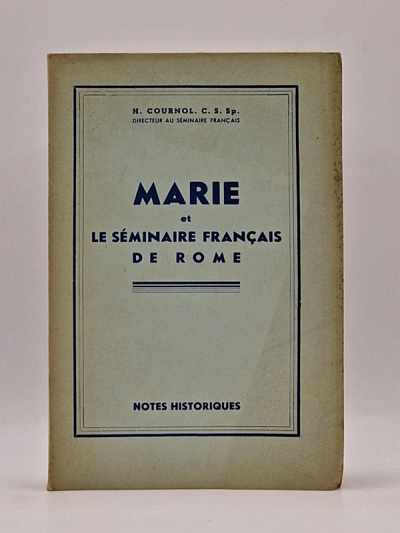 H. COURNOL. C. S. Sp.
DIRECTEUR AU SÉMINAIRE FRANÇAIS
MARIE
et
LE SÉMINAIRE FRANÇAIS
DE ROME
NOTES HISTORIQUES